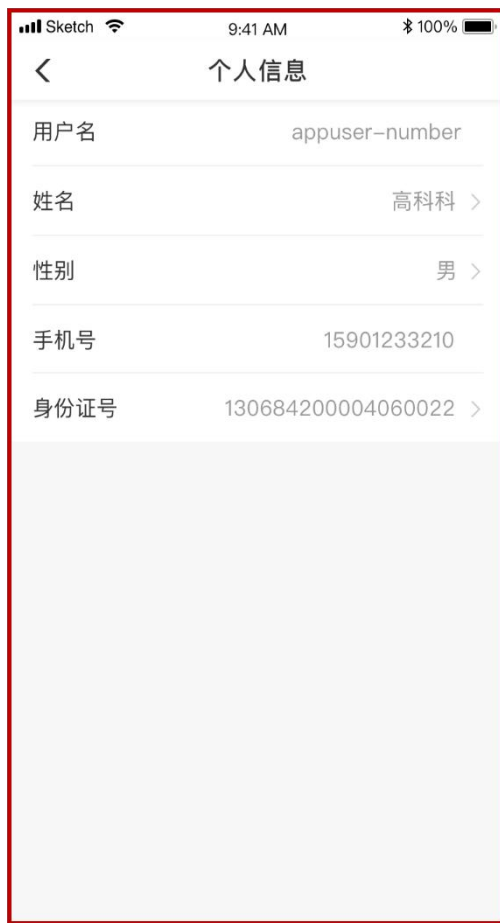 Sketch 9:41 AM 100%
个人信息
用户名 appuser-number
姓名 高科科
性别 男
手机号 15901233210
身份证号 130684200004060022